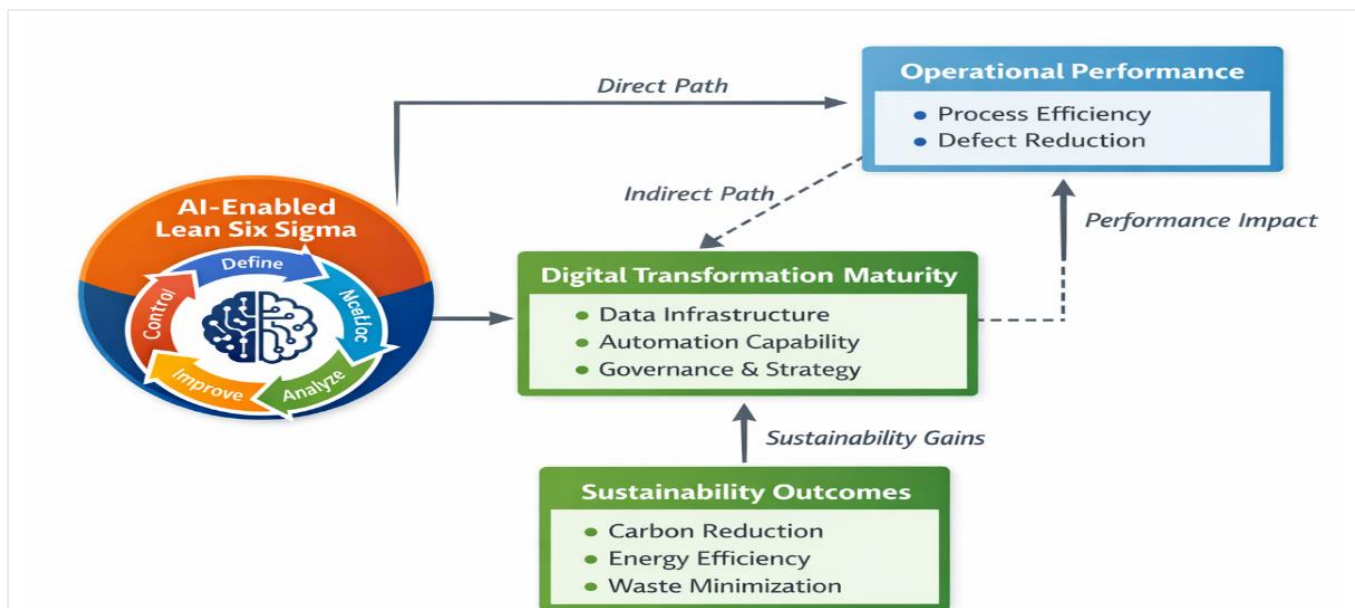 Operational Performance
Direct Path
• Process Efficiency
• Defect Reduction
Indirect Path
AI-Enabled
Lean Six Sigma
Performance Impact
Define
Control
Digital Transformation Maturity
• Data Infrastructure
• Automation Capability
• Governance & Strategy
Improve
Analyze
Sustainability Gains
Sustainability Outcomes
• Carbon Reduction
• Energy Efficiency
• Waste Minimization